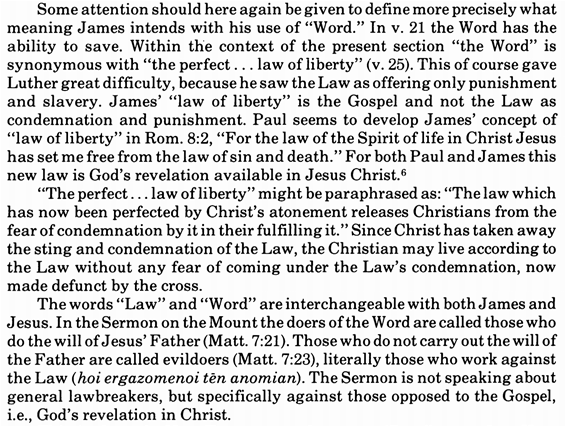 Some attention should here again be given to define more precisely what
meaning James intends with his use of “Word.” In v. 21 the Word has the
ability to save. Within the context of the present section “the Word” is
synonymous with “the perfect . . . law of liberty” (v. 25). This of course gave
Luther great difficulty, because he saw the Law as offering only punishment
and slavery. James’ “law of liberty” is the Gospel and not the Law as
condemnation and punishment. Paul seems to develop James’ concept of
“law of liberty” in Rom. 8:2, “For the law of the Spirit of life in Christ Jesus
has set me free from the law of sin and death.” For both Paul and James this
new law is God’s revelation available in Jesus Christ.⁶
“The perfect . . . law of liberty” might be paraphrased as: “The law which
has now been perfected by Christ’s atonement releases Christians from the
fear of condemnation by it in their fulfilling it.” Since Christ has taken away
the sting and condemnation of the Law, the Christian may live according to
the Law without any fear of coming under the Law’s condemnation, now
made defunct by the cross.
The words “Law” and “Word” are interchangeable with both James and
Jesus. In the Sermon on the Mount the doers of the Word are called those who
do the will of Jesus’ Father (Matt. 7:21). Those who do not carry out the will of
the Father are called evildoers (Matt. 7:23), literally those who work against
the Law (hoi ergazomenoi tēn anomian). The Sermon is not speaking about
general lawbreakers, but specifically against those opposed to the Gospel,
i.e., God’s revelation in Christ.